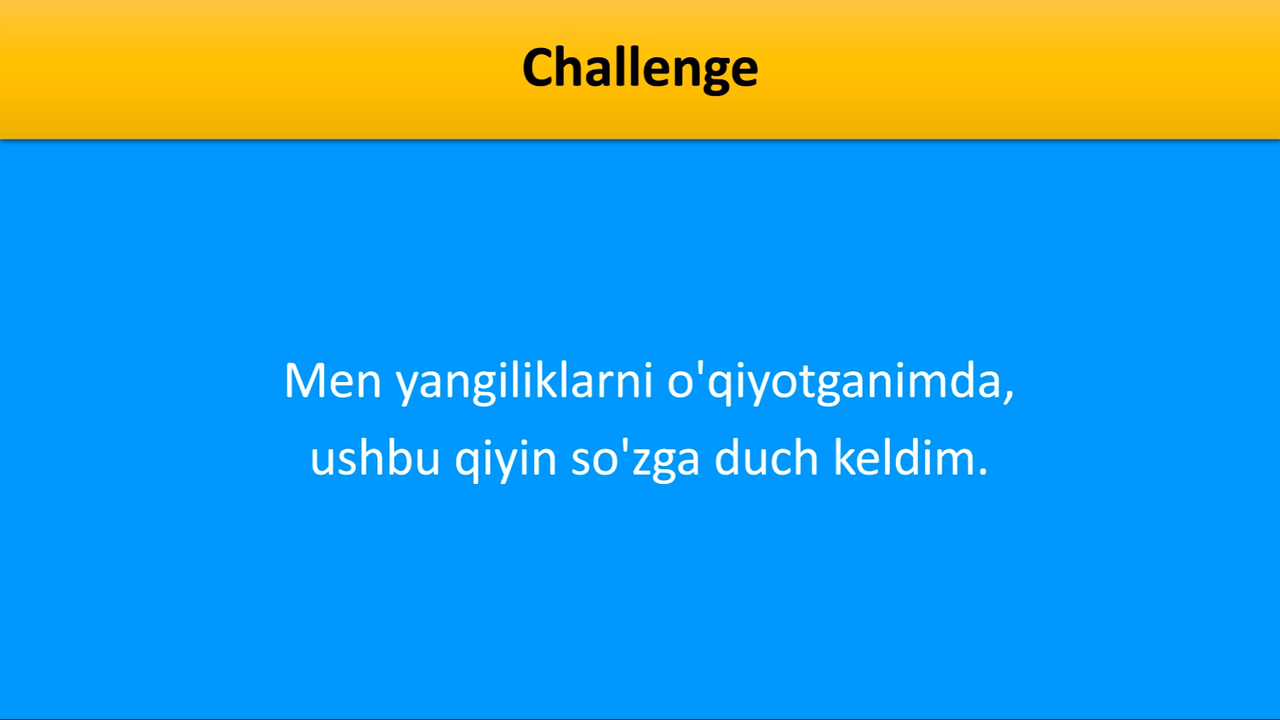 Challenge
Men yangiliklarni o'qiyotganimda,
ushbu qiyin so'zga duch keldim.